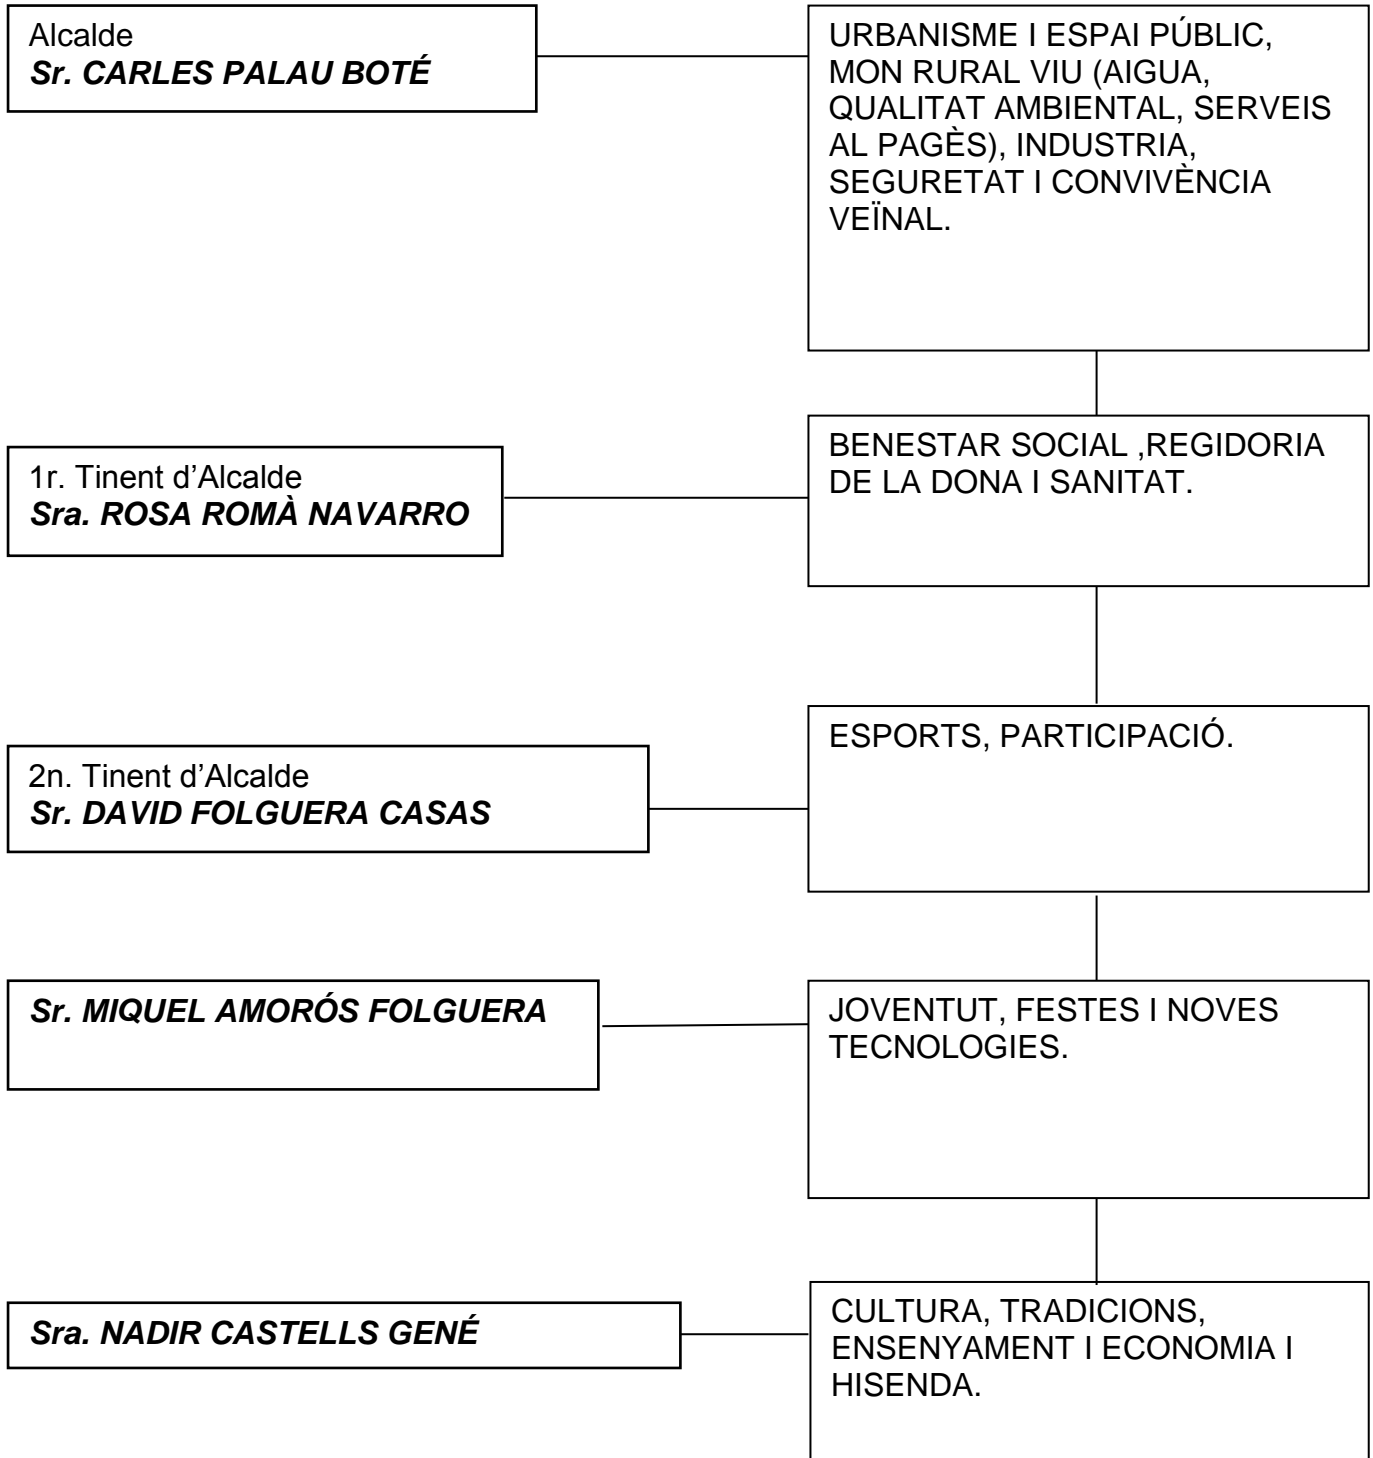 Alcalde
Sr. CARLES PALAU BOTÉ
URBANISME I ESPAI PÚBLIC,
MON RURAL VIU (AIGUA,
QUALITAT AMBIENTAL, SERVEIS
AL PAGÈS), INDUSTRIA,
SEGURETAT I CONVIVÈNCIA
VEÏNAL.
1r. Tinent d’Alcalde
Sra. ROSA ROMÀ NAVARRO
BENESTAR SOCIAL ,REGIDORIA
DE LA DONA I SANITAT.
2n. Tinent d’Alcalde
Sr. DAVID FOLGUERA CASAS
ESPORTS, PARTICIPACIÓ.
Sr. MIQUEL AMORÓS FOLGUERA
JOVENTUT, FESTES I NOVES
TECNOLOGIES.
Sra. NADIR CASTELLS GENÉ
CULTURA, TRADICIONS,
ENSENYAMENT I ECONOMIA I
HISENDA.